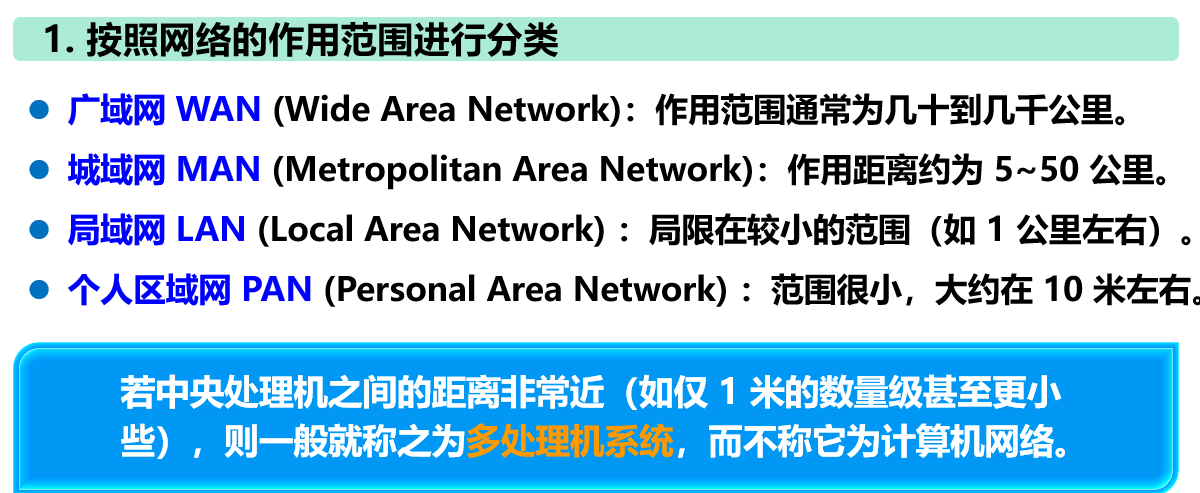 1. 按照网络的作用范围进行分类
广域网 WAN (Wide Area Network)：作用范围通常为几十到几千公里。
城域网 MAN (Metropolitan Area Network)：作用距离约为 5~50 公里。
局域网 LAN (Local Area Network) ：局限在较小的范围（如 1 公里左右）。
个人区域网 PAN (Personal Area Network) ：范围很小，大约在 10 米左右。
若中央处理机之间的距离非常近（如仅 1 米的数量级甚至更小
些），则一般就称之为多处理机系统，而不称它为计算机网络。